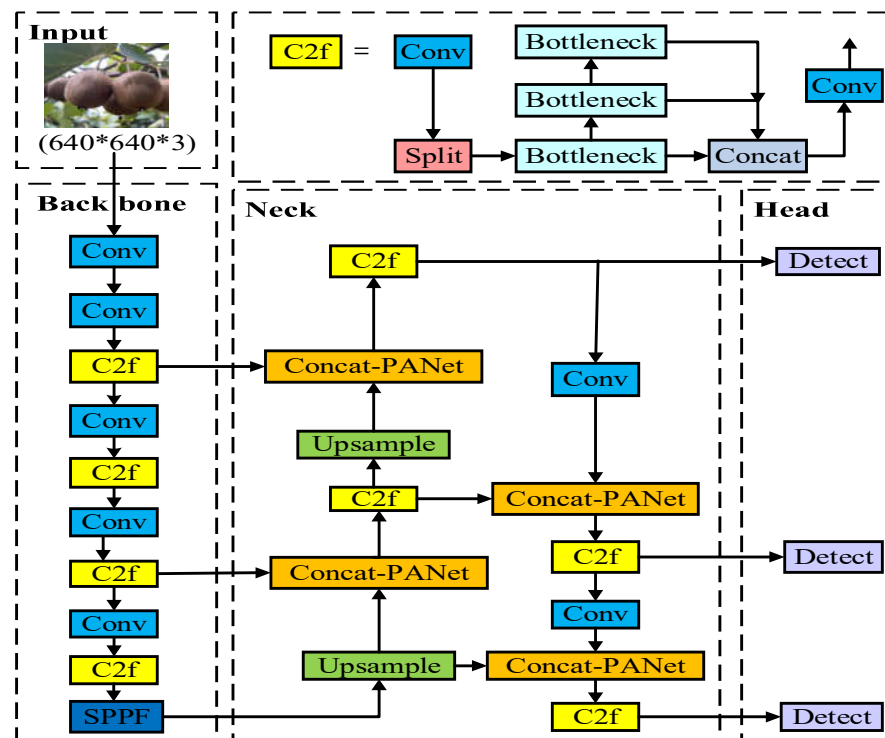 Input
(640*640*3)
C2f
=
Conv
Split
Bottleneck
Bottleneck
Bottleneck
Concat
Conv
Back bone
Conv
Conv
C2f
Conv
C2f
Conv
C2f
Conv
C2f
SPPF
Neck
C2f
Concat-PANet
Upsample
C2f
Concat-PANet
Upsample
Conv
Concat-PANet
C2f
Conv
Concat-PANet
C2f
Head
Detect
Detect
Detect